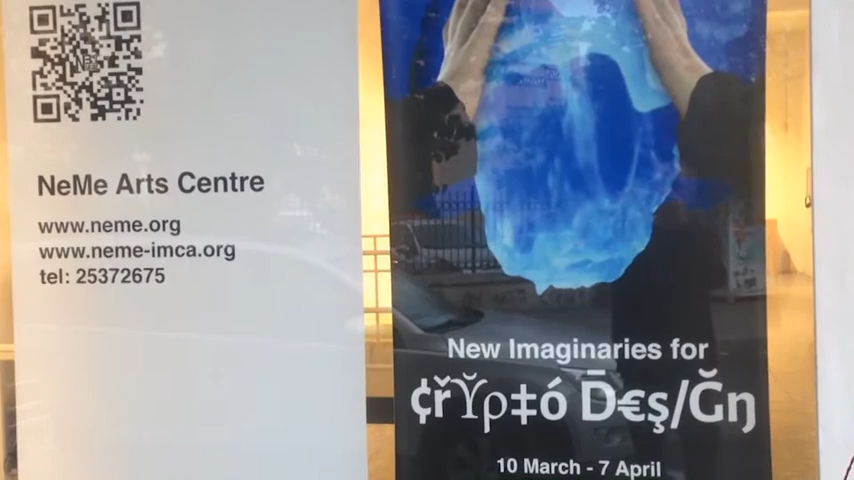 NeMe Arts Centre
www.neme.org
www.neme-imca.org
tel: 25372675
New Imaginaries for
¢řϔρ‡ó D̄€ş/Ğŋ
10 March - 7 April